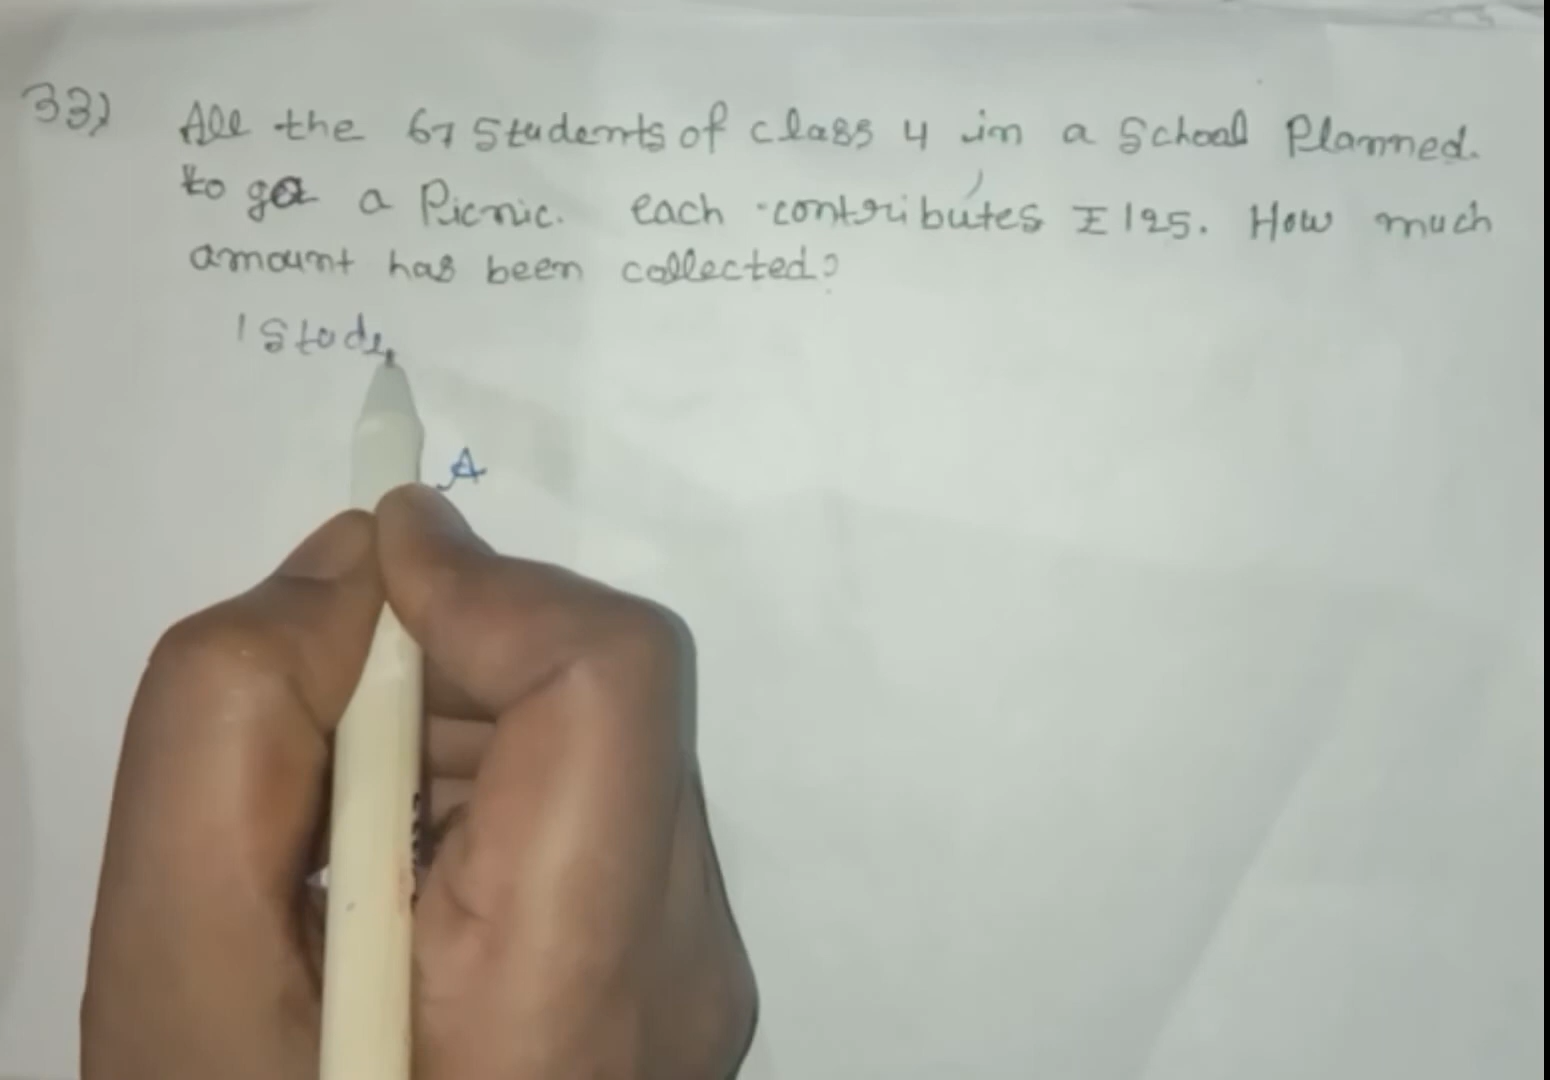 33) All the 67 Students of class 4 in a School Planned.
to go a Picnic. each contributes ₹125. How much
amount has been collected?
1 Stude
A